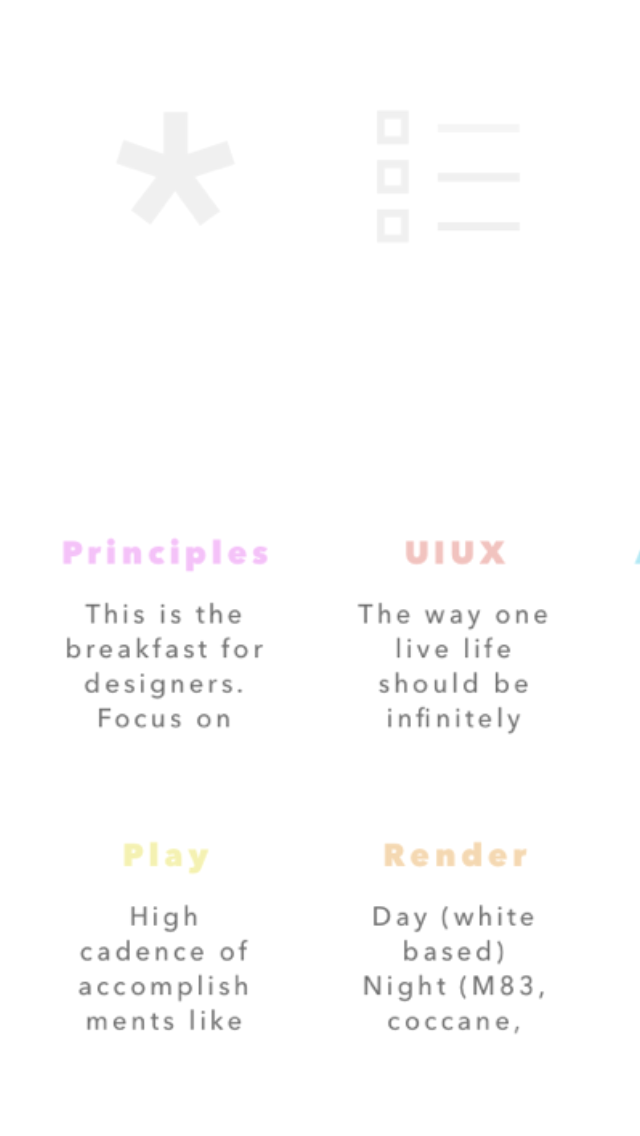 Principles
This is the
breakfast for
designers.
Focus on
UIUX
The way one
live life
should be
infinitely
Play
High
cadence of
accomplish
ments like
Render
Day (white
based)
Night (M83,
coccane,